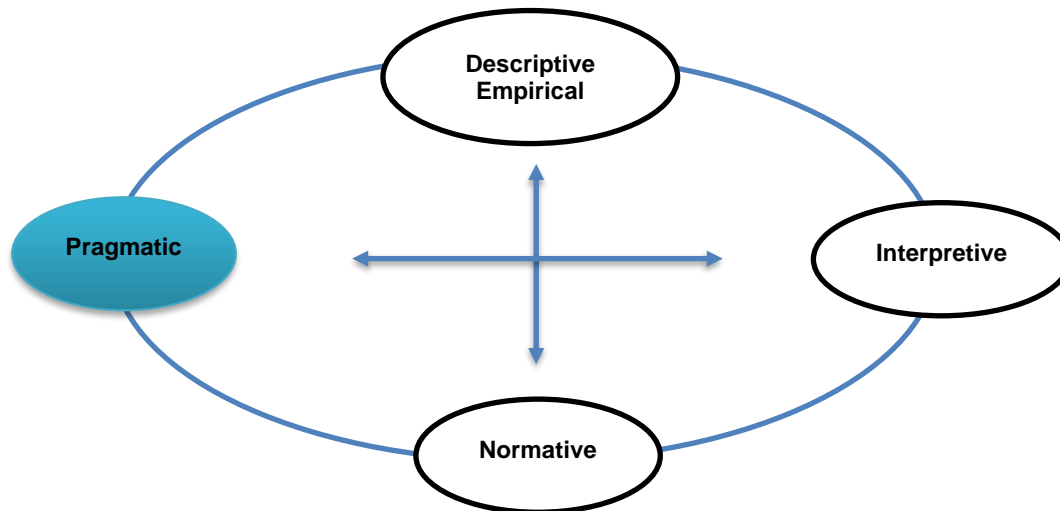 Descriptive
Empirical
Pragmatic
Interpretive
Normative